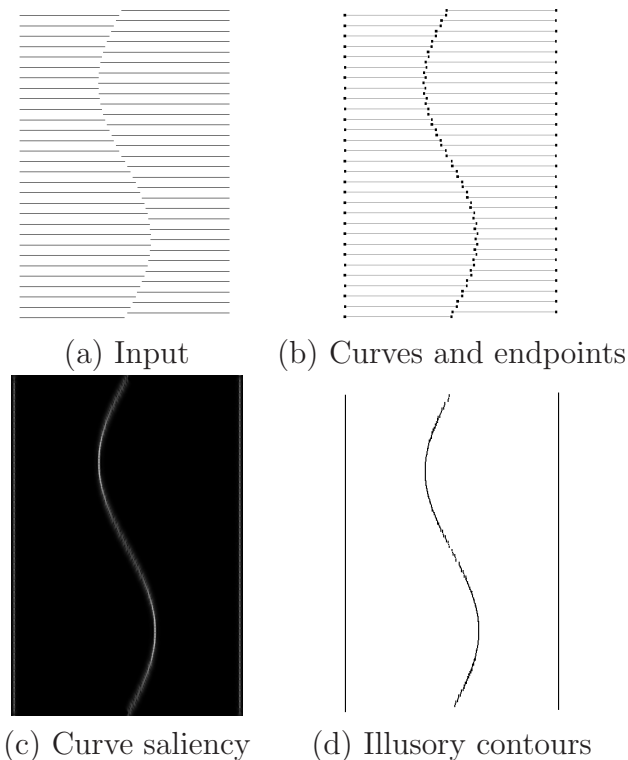 (a) Input
(b) Curves and endpoints
(c) Curve saliency
(d) Illusory contours